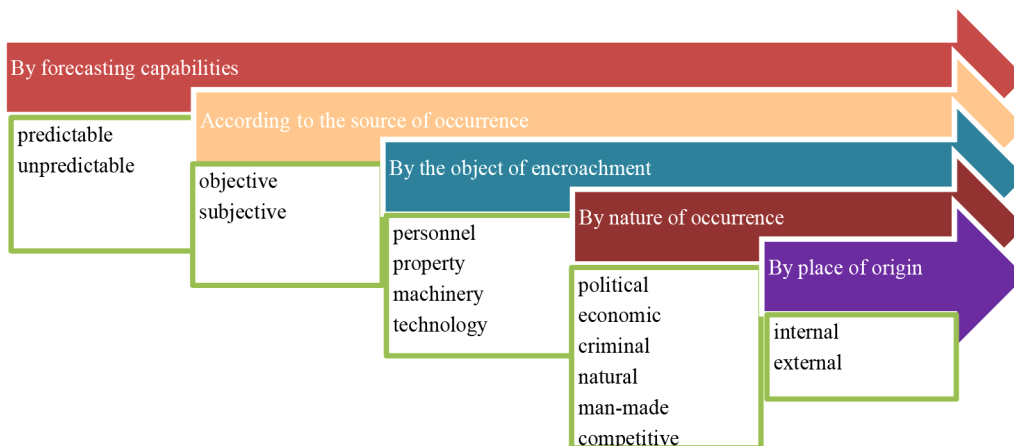 By forecasting capabilities
predictable
unpredictable
According to the source of occurrence
objective
subjective
By the object of encroachment
personnel
property
machinery
technology
By nature of occurrence
political
economic
criminal
natural
man-made
competitive
By place of origin
internal
external